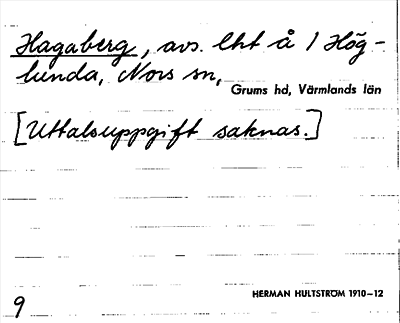 Hagaberg, avs. lht å 1 Hög-
lunda, Nors sn,
Grums hd, Värmlands län
[Uttalsuppgift saknas.]
HERMAN HULTSTRÖM 1910-12
9